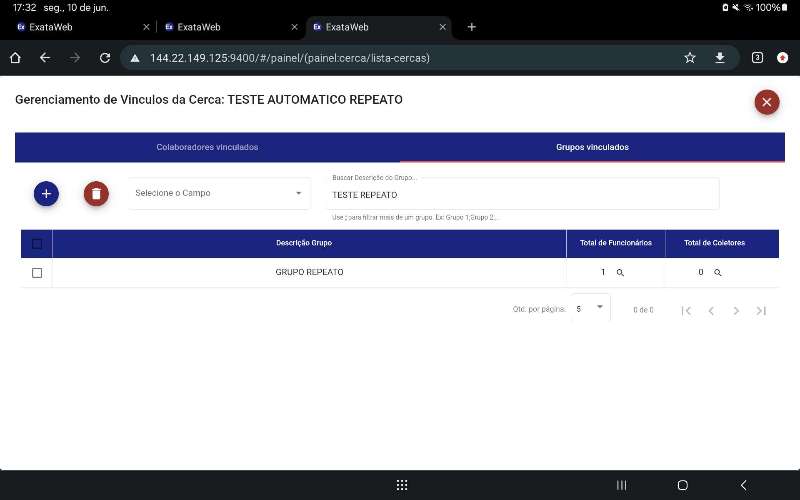 17:32 seg., 10 de jun. 100%
Ex ExataWeb
Ex ExataWeb
Ex ExataWeb
144.22.149.125:9400/#/painel/(painel:cerca/lista-cercas) 3
Gerenciamento de Vinculos da Cerca: TESTE AUTOMATICO REPEATO
Colaboradores vinculados Grupos vinculados
Buscar Descrição do Grupo...
Selecione o Campo TESTE REPEATO
Use ; para filtrar mais de um grupo. Ex: Grupo 1;Grupo 2...
Descrição Grupo Total de Funcionários Total de Coletores
GRUPO REPEATO 1 0
Qtd. por página: 5 0 de 0